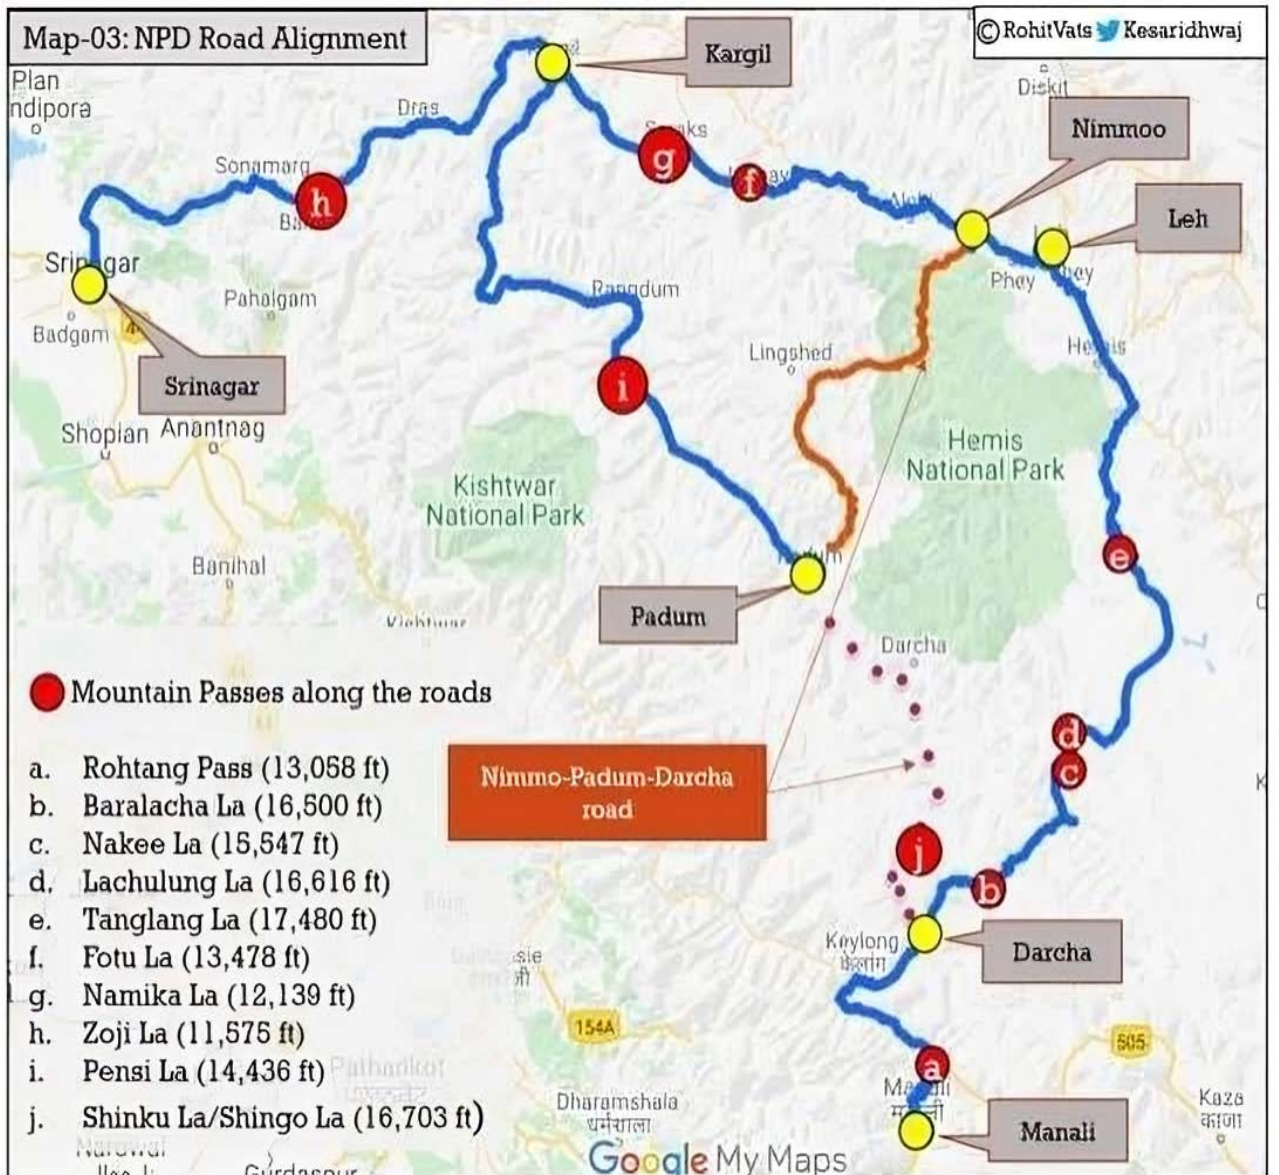 Map-03: NPD Road Alignment
© RohitVats Kesaridhwaj
Kargil
Plan
ndipora
Diskit
Dras
Nimmoo
Sonamarg
Leh
Srinagar
Phey
Pahalgam
Rangdum
Badgam
Lingshed
Hemis
Srinagar
Shopian Anantnag
Hemis
National Park
Kishtwar
National Park
Banihal
Padum
Kishtwar
Darcha
Mountain Passes along the roads
a. Rohtang Pass (13,058 ft)
b. Baralacha La (16,500 ft)
c. Nakee La (15,547 ft)
d. Lachulung La (16,616 ft)
e. Tanglang La (17,480 ft)
f. Fotu La (13,478 ft)
g. Namika La (12,139 ft)
h. Zoji La (11,575 ft)
i. Pensi La (14,436 ft)
j. Shinku La/Shingo La (16,703 ft)
Nimmo-Padum-Darcha
road
h
g
f
i
e
d
c
j
b
a
Keylong
केलांग
Darcha
154A
505
Pathankot
Manali
Dharamshala
धर्मशाला
Kaza
काजा
Manali
Gurdaspur
Google My Maps